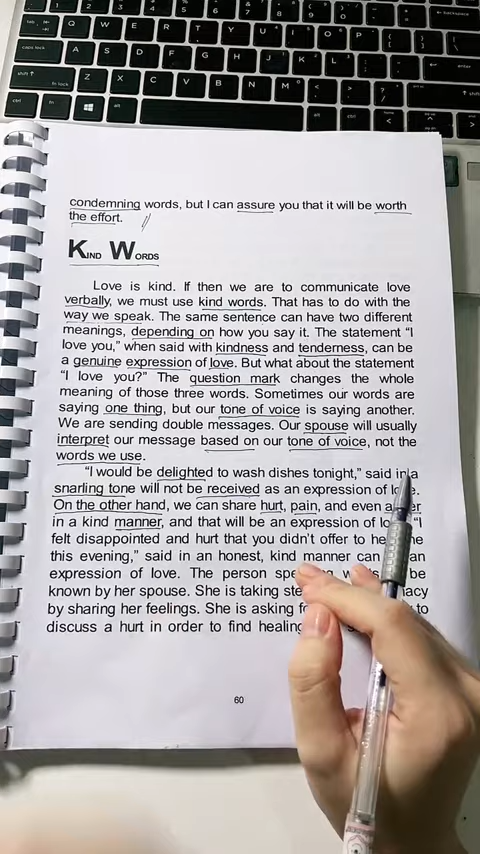 condemning words, but I can assure you that it will be worth
the effort.
KIND WORDS
Love is kind. If then we are to communicate love
verbally, we must use kind words. That has to do with the
way we speak. The same sentence can have two different
meanings, depending on how you say it. The statement “I
love you,” when said with kindness and tenderness, can be
a genuine expression of love. But what about the statement
“I love you?” The question mark changes the whole
meaning of those three words. Sometimes our words are
saying one thing, but our tone of voice is saying another.
We are sending double messages. Our spouse will usually
interpret our message based on our tone of voice, not the
words we use.
“I would be delighted to wash dishes tonight,” said in a
snarling tone will not be received as an expression of
On the other hand, we can share hurt, pain, and even
in a kind manner, and that will be an expression of “I
felt disappointed and hurt that you didn’t offer to
this evening,” said in an honest, kind manner can
expression of love. The person be
known by her spouse. She is taking
by sharing her feelings. She is asking to
discuss a hurt in order to find
60